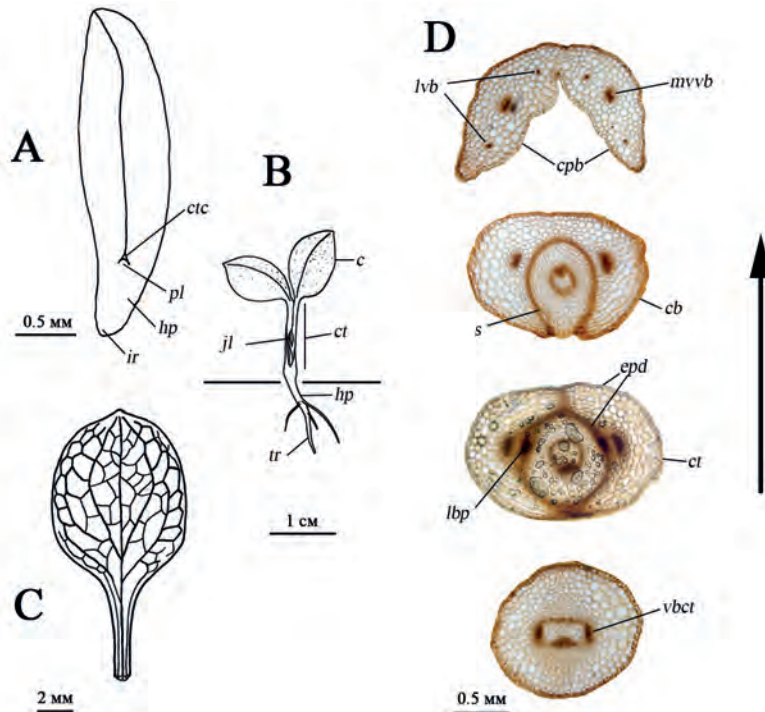 A
ctc
pl
hp
ir
0.5 мм
B
c
jl
ct
hp
tr
1 см
C
2 мм
D
lvb
mvvb
cpb
s
cb
epd
lbp
ct
vbct
0.5 мм